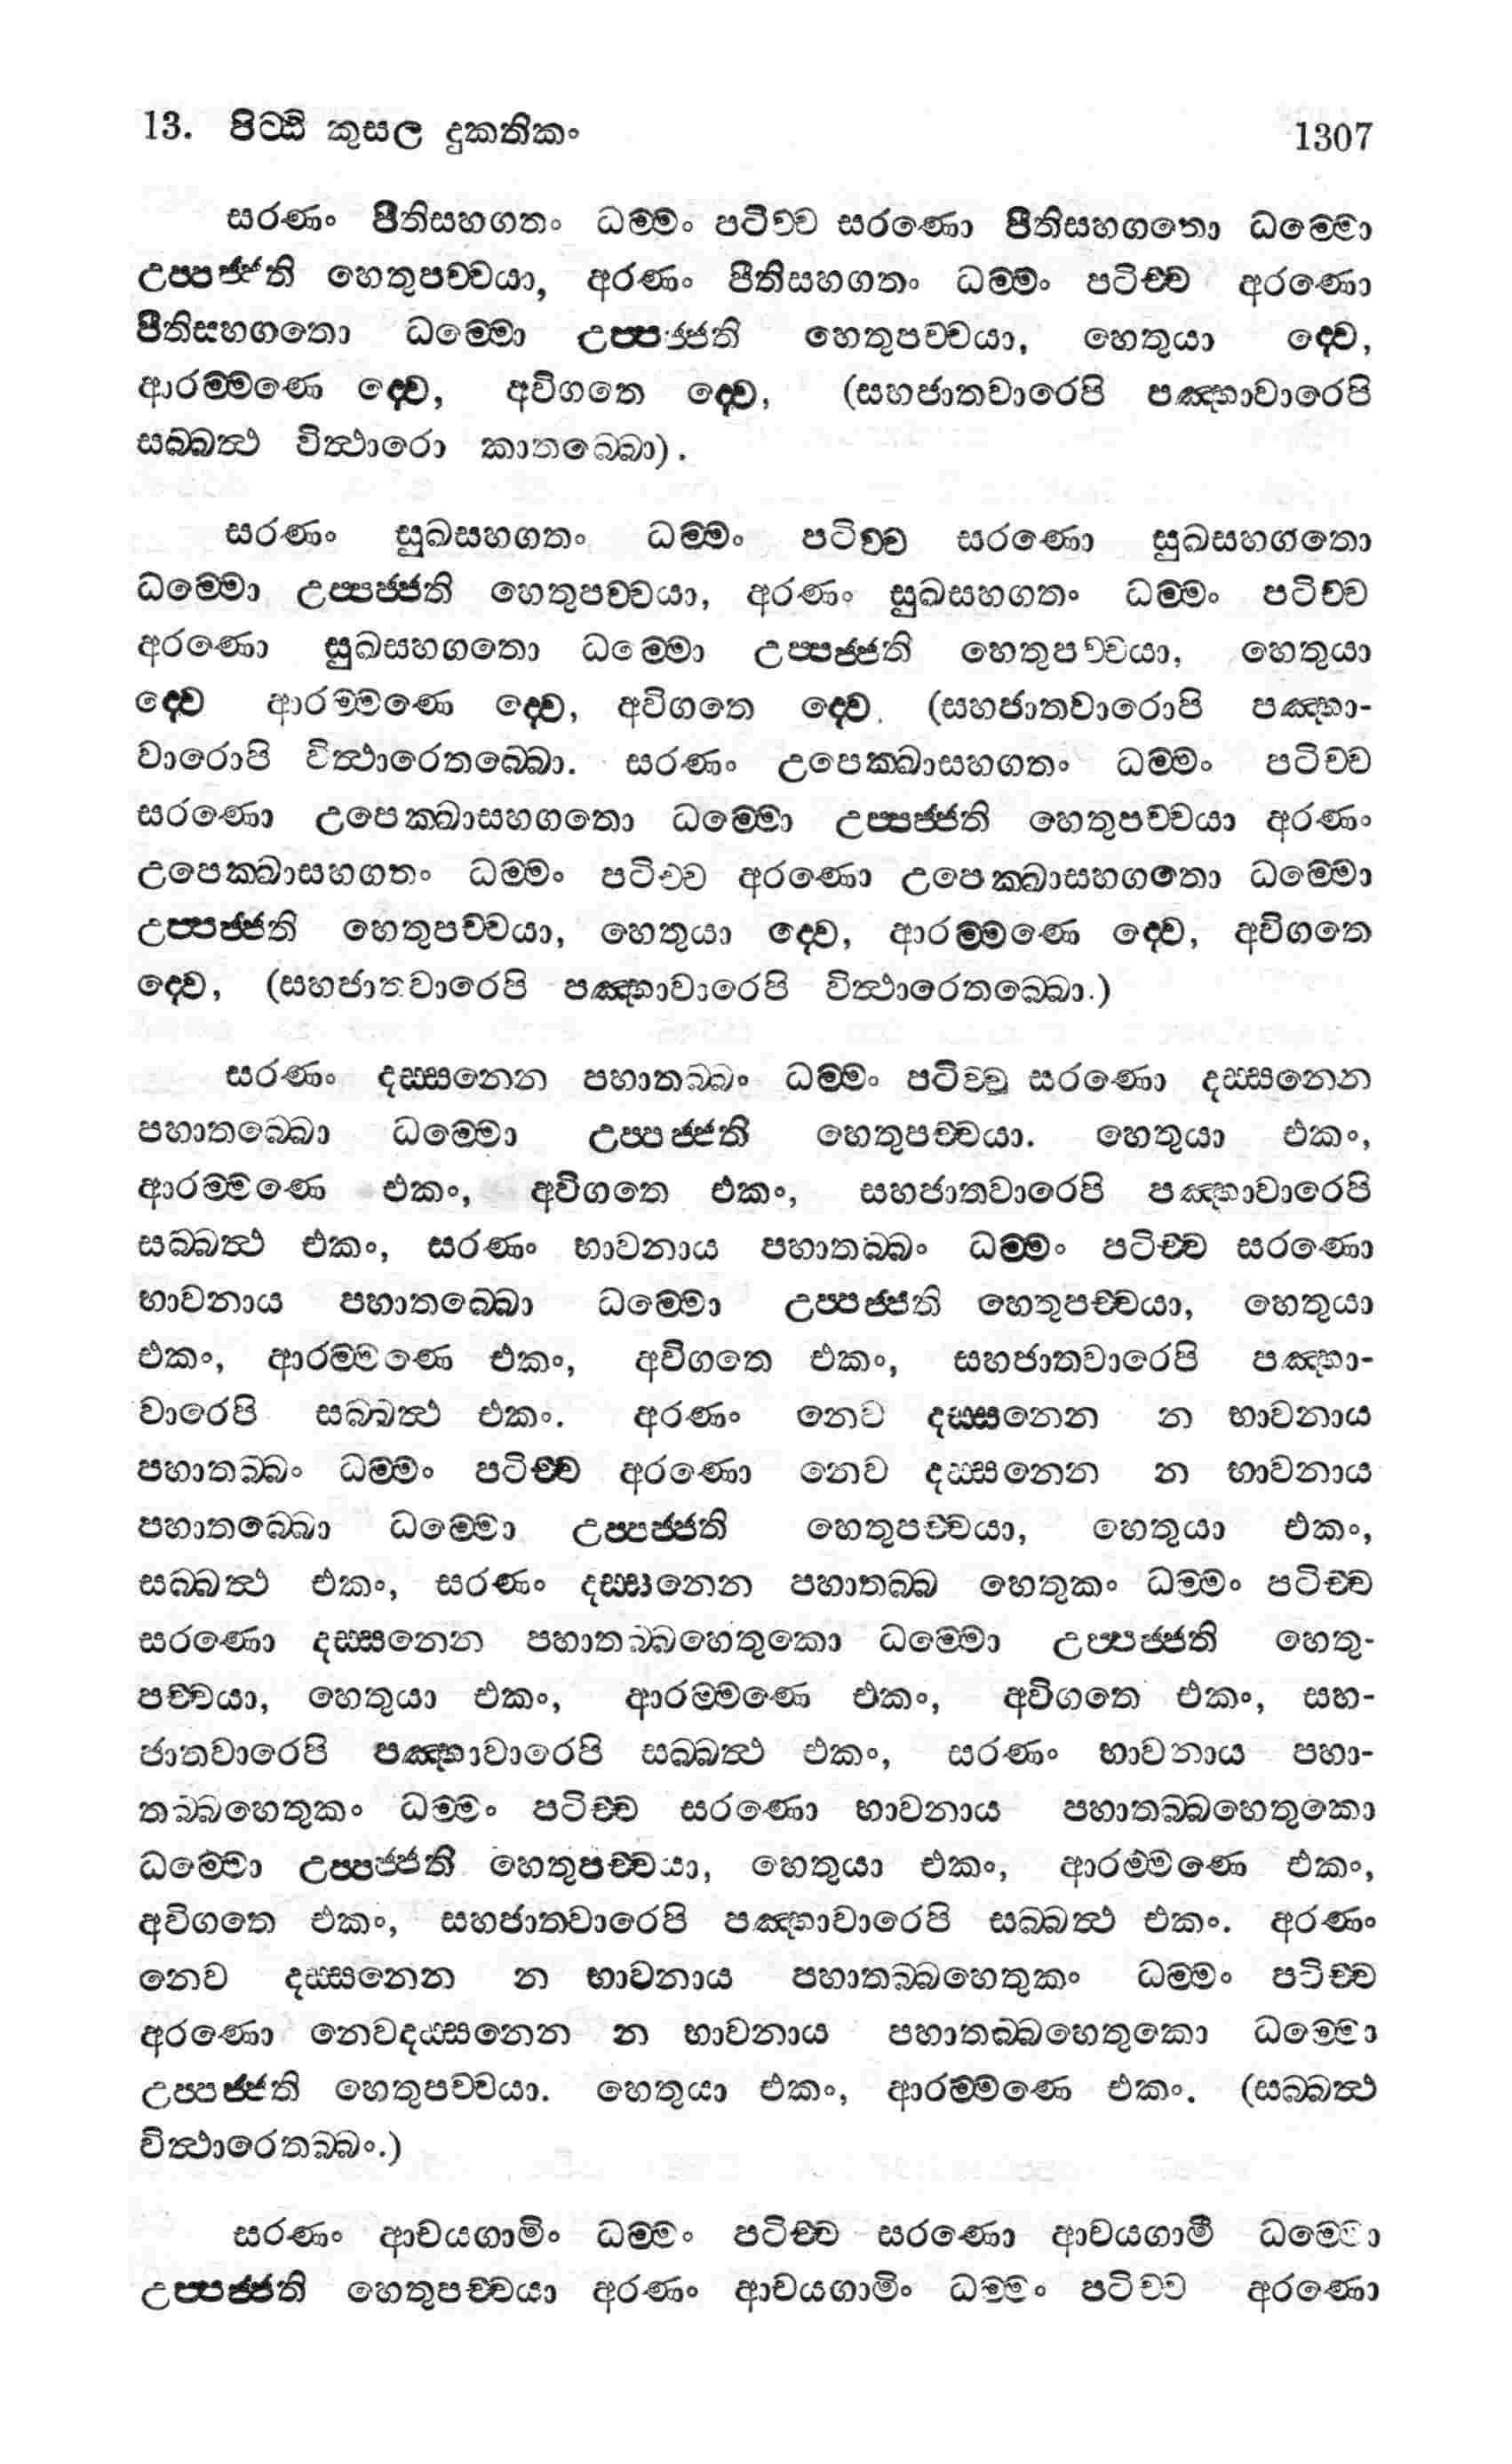 13. පිට්ඨි කුසල දුකතිකං 1307
සරණං පීතිසහගතං ධම්මං පටිච්ච සරණො පීතිසහගතො ධම්මො
උප්පජ්ජති හෙතුපච්චයා, අරණං පීතිසහගතං ධම්මං පටිච්ච අරණො
පීතිසහගතො ධම්මො උප්පජ්ජති හෙතුපච්චයා, හෙතුයා ද්වෙ,
ආරම්මණෙ ද්වෙ, අවිගතෙ ද්වෙ, (සහජාතවාරෙපි පඤ්හාවාරෙපි
සබ්බත්ථ විත්ථාරො කාතබ්බො).
සරණං සුඛසහගතං ධම්මං පටිච්ච සරණො සුඛසහගතො
ධම්මො උප්පජ්ජති හෙතුපච්චයා, අරණං සුඛසහගතං ධම්මං පටිච්ච
අරණො සුඛසහගතො ධම්මො උප්පජ්ජති හෙතුපච්චයා, හෙතුයා
ද්වෙ ආරම්මණෙ ද්වෙ, අවිගතෙ ද්වෙ. (සහජාතවාරොපි පඤ්හා-
වාරොපි විත්ථාරෙතබ්බො. සරණං උපෙක්ඛාසහගතං ධම්මං පටිච්ච
සරණො උපෙක්ඛාසහගතො ධම්මො උප්පජ්ජති හෙතුපච්චයා අරණං
උපෙක්ඛාසහගතං ධම්මං පටිච්ච අරණො උපෙක්ඛාසහගතො ධම්මො
උප්පජ්ජති හෙතුපච්චයා, හෙතුයා ද්වෙ, ආරම්මණෙ ද්වෙ, අවිගතෙ
ද්වෙ, (සහජාතවාරෙපි පඤ්හාවාරෙපි විත්ථාරෙතබ්බො.)
සරණං දස්සනෙන පහාතබ්බං ධම්මං පටිච්ච සරණො දස්සනෙන
පහාතබ්බො ධම්මො උප්පජ්ජති හෙතුපච්චයා. හෙතුයා එකං,
ආරම්මණෙ එකං, අවිගතෙ එකං, සහජාතවාරෙපි පඤ්හාවාරෙපි
සබ්බත්ථ එකං, සරණං භාවනාය පහාතබ්බං ධම්මං පටිච්ච සරණො
භාවනාය පහාතබ්බො ධම්මො උප්පජ්ජති හෙතුපච්චයා, හෙතුයා
එකං, ආරම්මණෙ එකං, අවිගතෙ එකං, සහජාතවාරෙපි පඤ්හා-
වාරෙපි සබ්බත්ථ එකං. අරණං නෙව දස්සනෙන න භාවනාය
පහාතබ්බං ධම්මං පටිච්ච අරණො නෙව දස්සනෙන න භාවනාය
පහාතබ්බො ධම්මො උප්පජ්ජති හෙතුපච්චයා, හෙතුයා එකං,
සබ්බත්ථ එකං, සරණං දස්සනෙන පහාතබ්බ හෙතුකං ධම්මං පටිච්ච
සරණො දස්සනෙන පහාතබ්බහෙතුකො ධම්මො උප්පජ්ජති හෙතු-
පච්චයා, හෙතුයා එකං, ආරම්මණෙ එකං, අවිගතෙ එකං, සහ-
ජාතවාරෙපි පඤ්හාවාරෙපි සබ්බත්ථ එකං, සරණං භාවනාය පහා-
තබ්බහෙතුකං ධම්මං පටිච්ච සරණො භාවනාය පහාතබ්බහෙතුකො
ධම්මො උප්පජ්ජති හෙතුපච්චයා, හෙතුයා එකං, ආරම්මණෙ එකං,
අවිගතෙ එකං, සහජාතවාරෙපි පඤ්හාවාරෙපි සබ්බත්ථ එකං. අරණං
නෙව දස්සනෙන න භාවනාය පහාතබ්බහෙතුකං ධම්මං පටිච්ච
අරණො නෙවදස්සනෙන න භාවනාය පහාතබ්බහෙතුකො ධම්මො
උප්පජ්ජති හෙතුපච්චයා. හෙතුයා එකං, ආරම්මණෙ එකං. (සබ්බත්ථ
විත්ථාරෙතබ්බං.)
සරණං ආචයගාමිං ධම්මං පටිච්ච සරණො ආචයගාමී ධම්මො
උප්පජ්ජති හෙතුපච්චයා අරණං ආචයගාමිං ධම්මං පටිච්ච අරණො